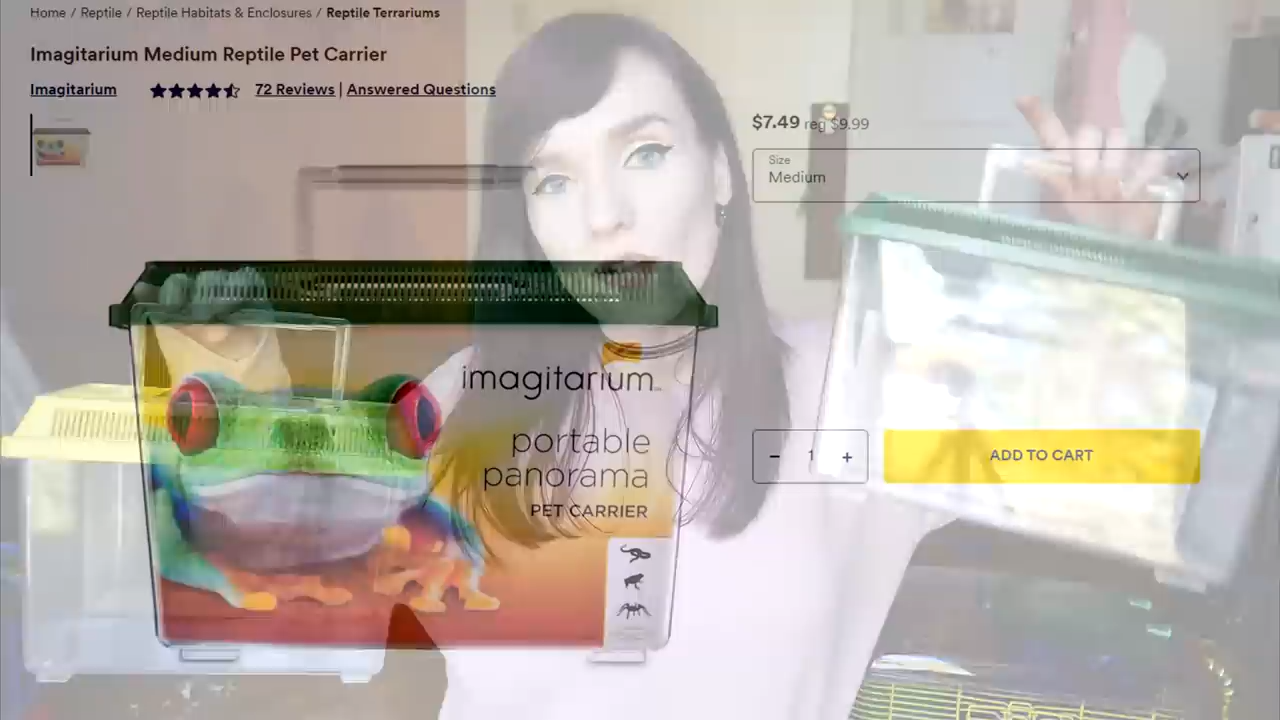 Home / Reptile / Reptile Habitats & Enclosures / Reptile Terrariums
Imagitarium Medium Reptile Pet Carrier
Imagitarium 72 Reviews | Answered Questions
$7.49 reg $9.99
Size
Medium
imagitarium
portable
panorama
PET CARRIER
- 1 +
ADD TO CART